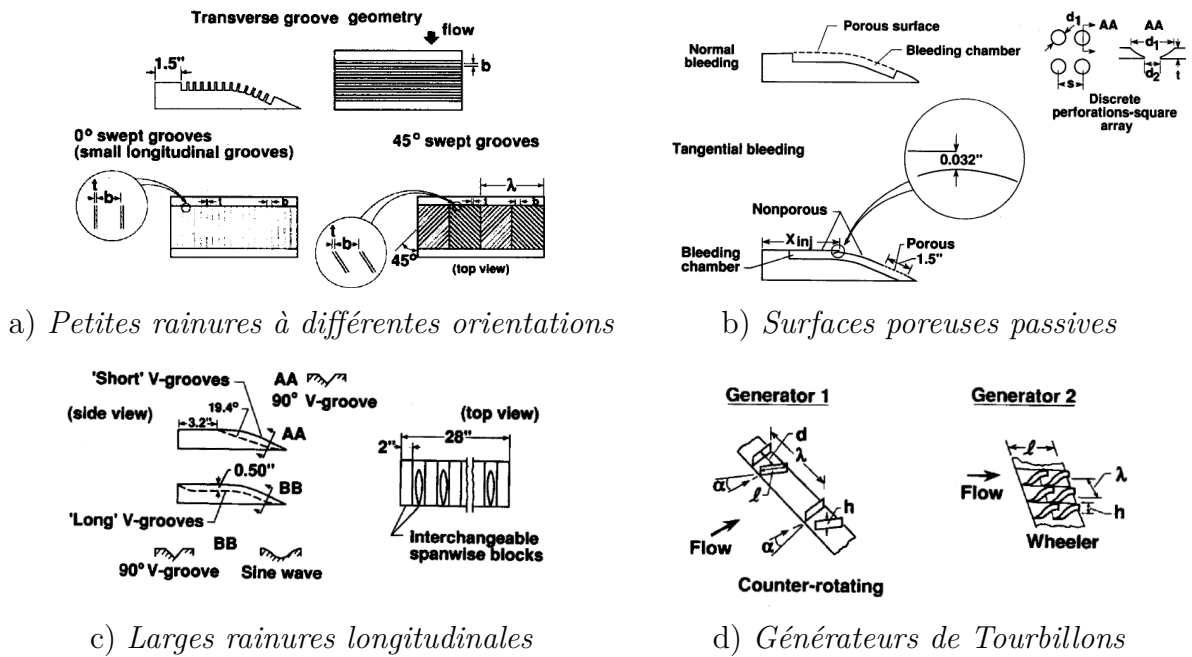 Transverse groove geometry
flow
1.5"
b
0° swept grooves
(small longitudinal grooves)
45° swept grooves
t
b
t
b
λ
t
b
t
b
45°
(top view)
a) Petites rainures à différentes orientations
Porous surface
Normal
bleeding
Bleeding chamber
d1
AA
AA
d1
d2
t
s
Discrete
perforations-square
array
Tangential bleeding
0.032"
Nonporous
Xinj
Porous
1.5"
Bleeding
chamber
b) Surfaces poreuses passives
'Short' V-grooves
AA
90° V-groove
(side view)
(top view)
19.4°
3.2"
AA
28"
2"
0.50"
BB
'Long' V-grooves
BB
90° V-groove
Sine wave
Interchangeable
spanwise blocks
c) Larges rainures longitudinales
Generator 1
Generator 2
d
λ
α
ℓ
h
α
Flow
Counter-rotating
ℓ
λ
Flow
h
Wheeler
d) Générateurs de Tourbillons